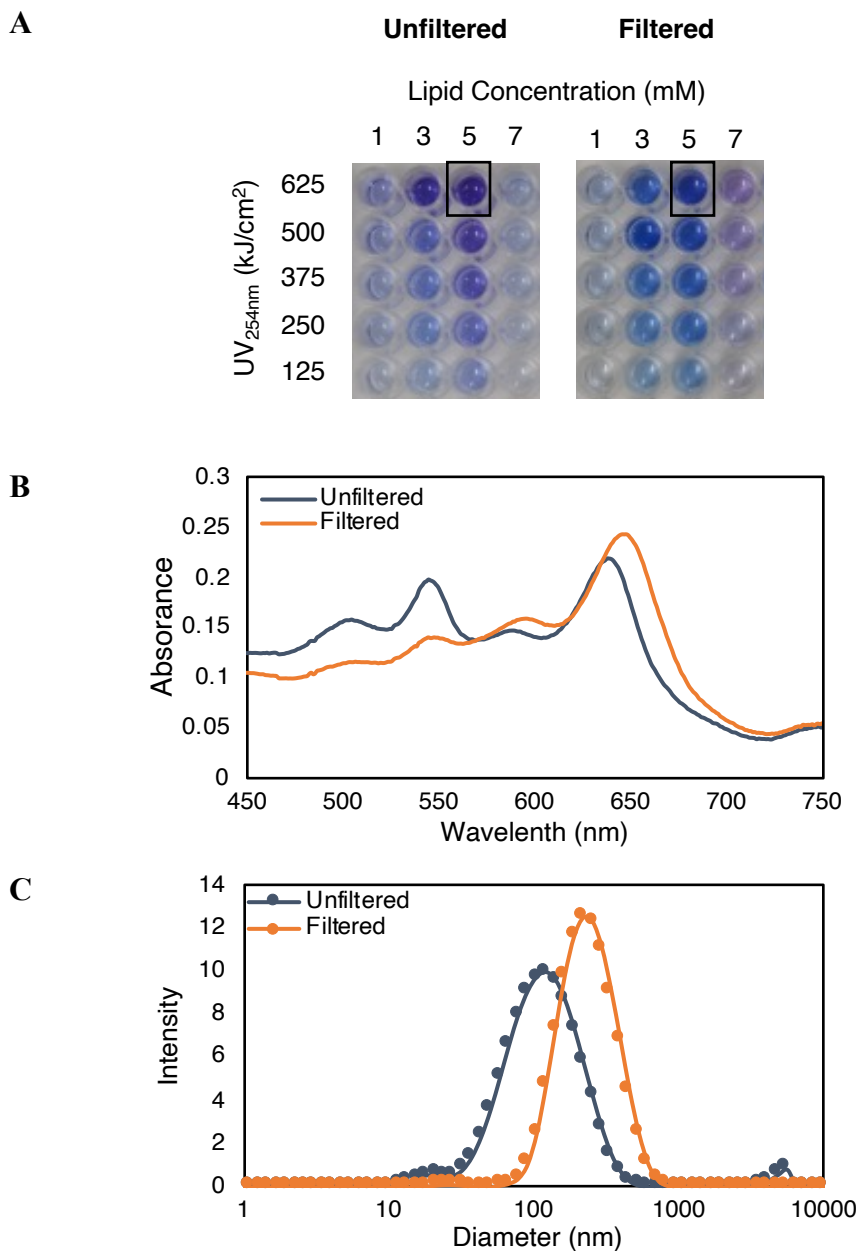 A
Unfiltered Filtered
Lipid Concentration (mM)
1 3 5 7 1 3 5 7
UV254nm (kJ/cm²)
625
500
375
250
125
B
0.3
0.25
0.2
0.15
0.1
0.05
0
Absorance
Unfiltered
Filtered
450 500 550 600 650 700 750
Wavelenth (nm)
C
14
12
10
8
6
4
2
0
Intensity
Unfiltered
Filtered
1 10 100 1000 10000
Diameter (nm)